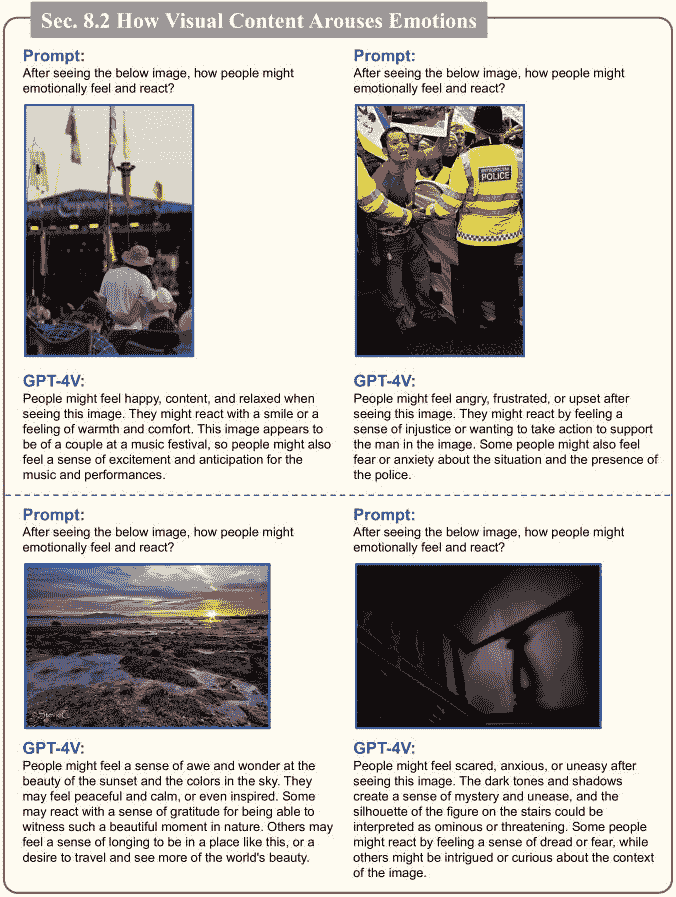 Sec. 8.2 How Visual Content Arouses Emotions
Prompt:
After seeing the below image, how people might
emotionally feel and react?
Prompt:
After seeing the below image, how people might
emotionally feel and react?
METROPOLITAN
POLICE
GPT-4V:
People might feel happy, content, and relaxed when
seeing this image. They might react with a smile or a
feeling of warmth and comfort. This image appears to
be of a couple at a music festival, so people might also
feel a sense of excitement and anticipation for the
music and performances.
GPT-4V:
People might feel angry, frustrated, or upset after
seeing this image. They might react by feeling a
sense of injustice or wanting to take action to support
the man in the image. Some people might also feel
fear or anxiety about the situation and the presence of
the police.
Prompt:
After seeing the below image, how people might
emotionally feel and react?
Prompt:
After seeing the below image, how people might
emotionally feel and react?
GPT-4V:
People might feel a sense of awe and wonder at the
beauty of the sunset and the colors in the sky. They
may feel peaceful and calm, or even inspired. Some
may react with a sense of gratitude for being able to
witness such a beautiful moment in nature. Others may
feel a sense of longing to be in a place like this, or a
desire to travel and see more of the world's beauty.
GPT-4V:
People might feel scared, anxious, or uneasy after
seeing this image. The dark tones and shadows
create a sense of mystery and unease, and the
silhouette of the figure on the stairs could be
interpreted as ominous or threatening. Some people
might react by feeling a sense of dread or fear, while
others might be intrigued or curious about the context
of the image.